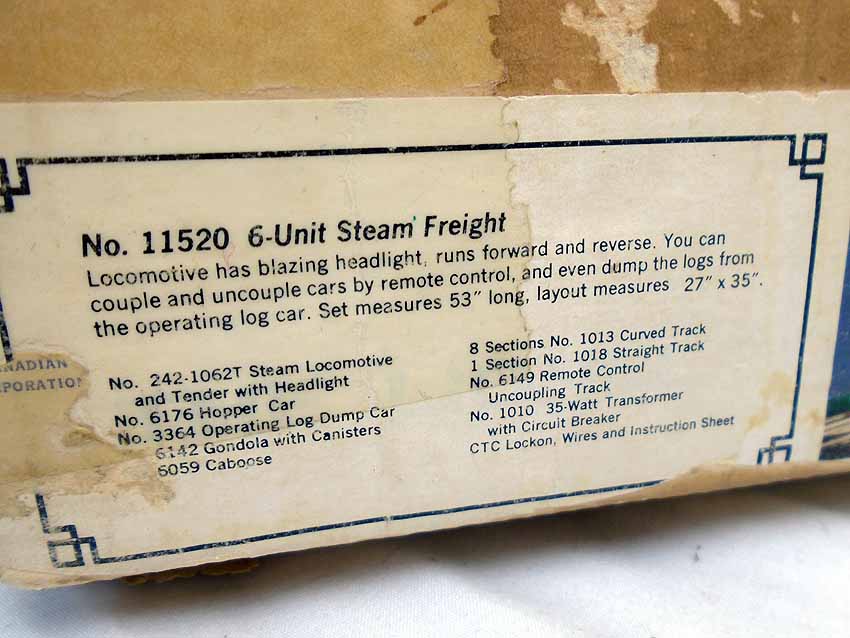 No. 11520 6-Unit Steam Freight
Locomotive has blazing headlight, runs forward and reverse. You can
couple and uncouple cars by remote control, and even dump the logs from
the operating log car. Set measures 53" long, layout measures 27" x 35".
No. 242-1062T Steam Locomotive
and Tender with Headlight
No. 6176 Hopper Car
No. 3364 Operating Log Dump Car
6142 Gondola with Canisters
6059 Caboose
8 Sections No. 1013 Curved Track
1 Section No. 1018 Straight Track
No. 6149 Remote Control
Uncoupling Track
No. 1010 35-Watt Transformer
with Circuit Breaker
CTC Lockon, Wires and Instruction Sheet
NADIAN
PORATION